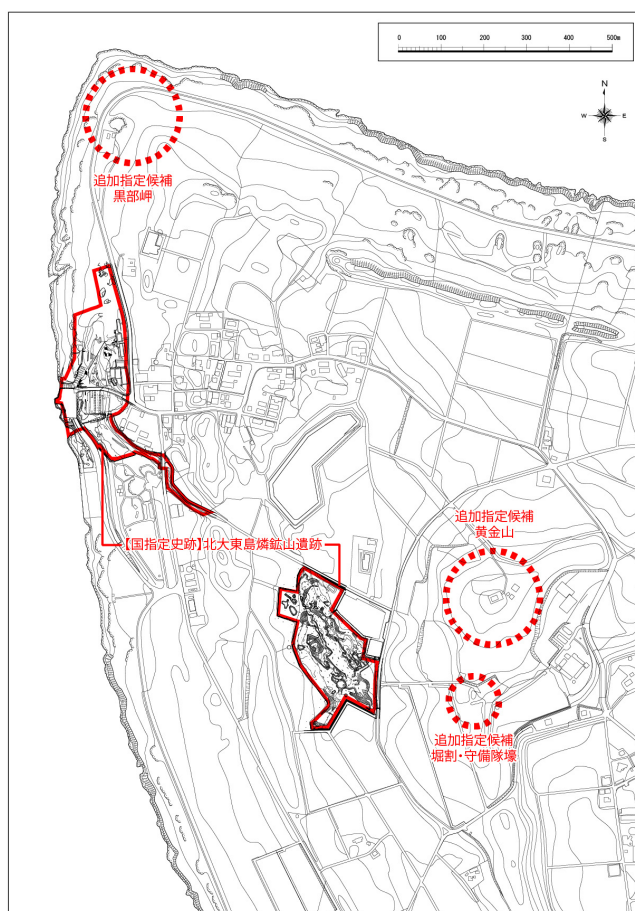 0 100 200 300 400 500m
N
W E
S
追加指定候補
黒部岬
【国指定史跡】北大東島燐鉱山遺跡
追加指定候補
黄金山
追加指定候補
堀割・守備隊壕